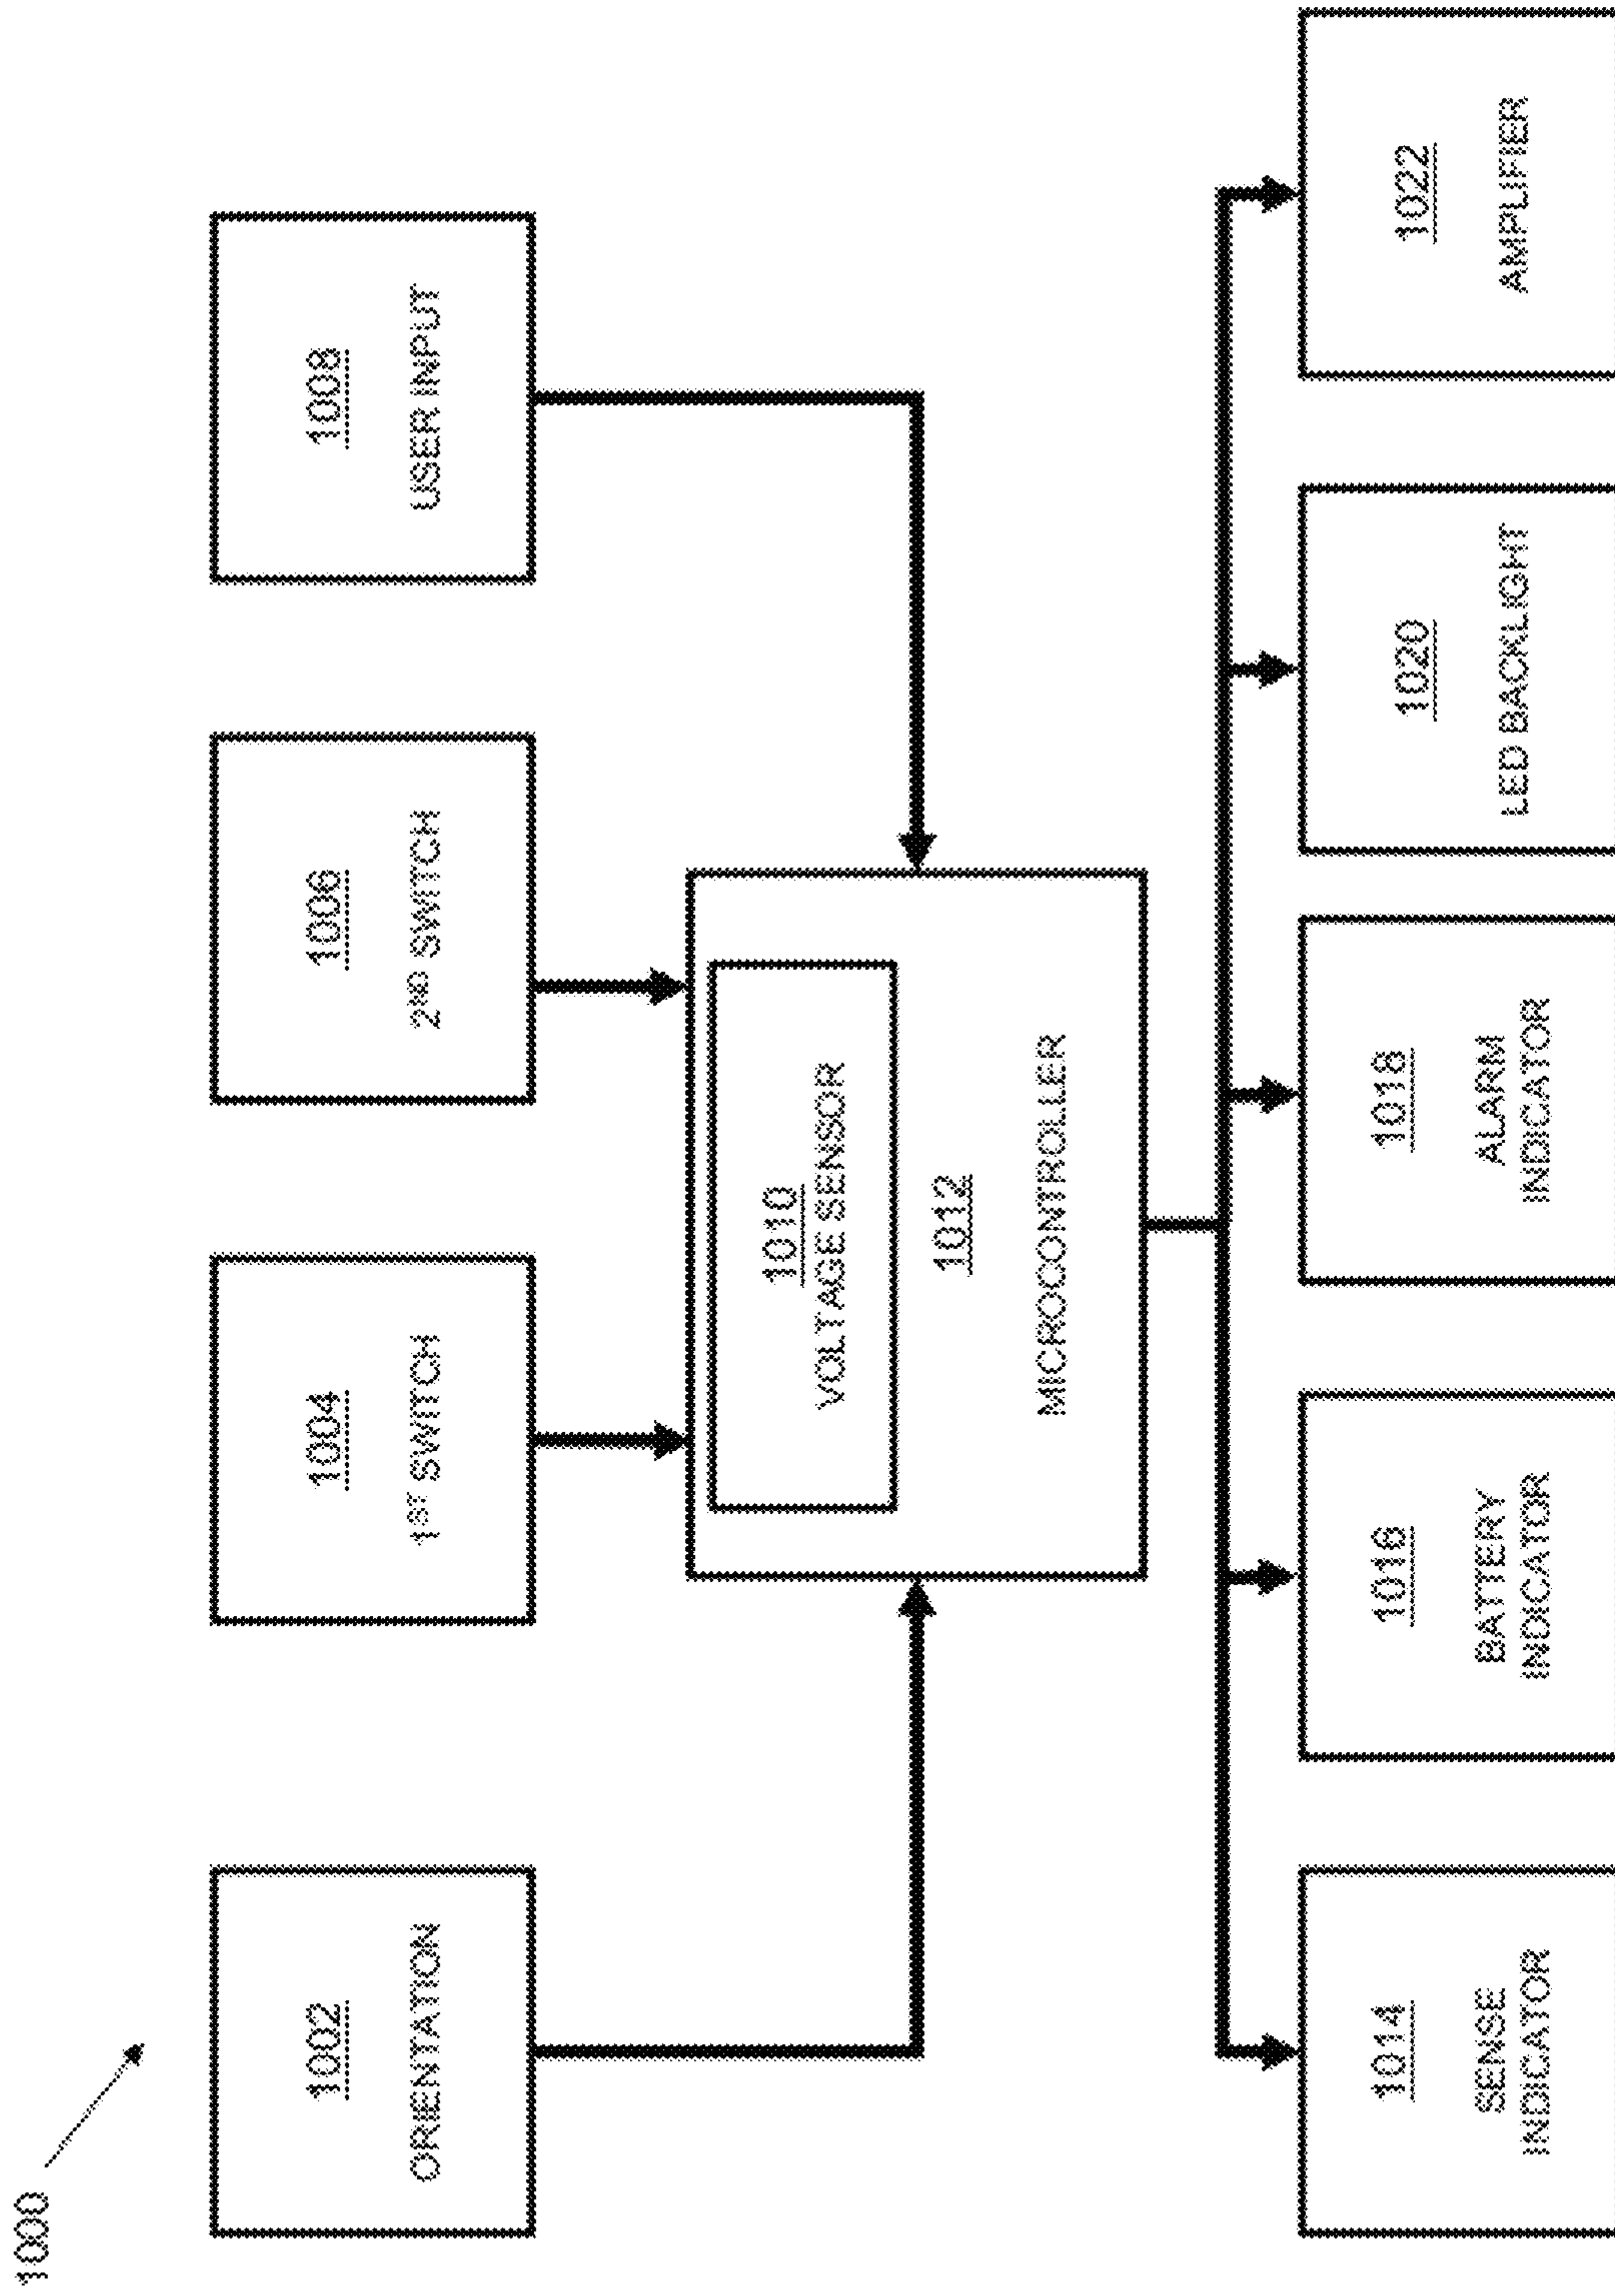 1000
1002
ORIENTATION
1004
1ST SWITCH
1006
2ND SWITCH
1008
USER INPUT
1010
VOLTAGE SENSOR
1012
MICROCONTROLLER
1014
SENSE
INDICATOR
1016
BATTERY
INDICATOR
1018
ALARM
INDICATOR
1020
LED BACKLIGHT
1022
AMPLIFIER